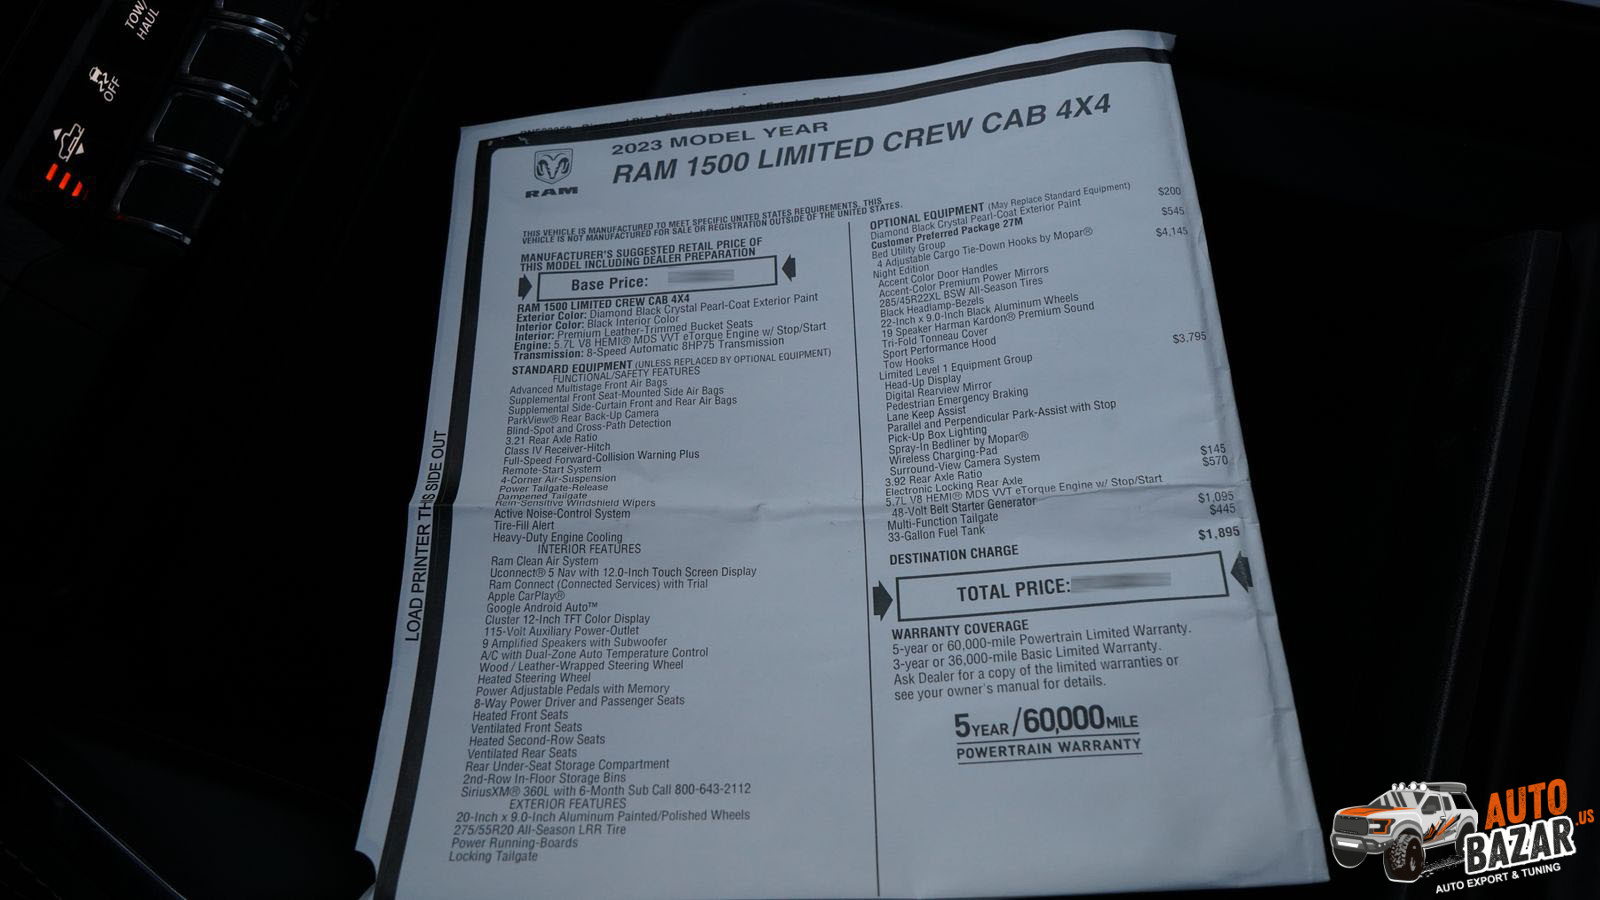 TOW/
HAUL
OFF
LOAD PRINTER THIS SIDE OUT
2023 MODEL YEAR
RAM 1500 LIMITED CREW CAB 4X4
RAM
THIS VEHICLE IS MANUFACTURED TO MEET SPECIFIC UNITED STATES REQUIREMENTS. THIS
VEHICLE IS NOT MANUFACTURED FOR SALE OR REGISTRATION OUTSIDE OF THE UNITED STATES.
MANUFACTURER'S SUGGESTED RETAIL PRICE OF
THIS MODEL INCLUDING DEALER PREPARATION
Base Price:
RAM 1500 LIMITED CREW CAB 4X4
Exterior Color: Diamond Black Crystal Pearl-Coat Exterior Paint
Interior Color: Black Interior Color
Interior: Premium Leather-Trimmed Bucket Seats
Engine: 5.7L V8 HEMI® MDS VVT eTorque Engine w/ Stop/Start
Transmission: 8-Speed Automatic 8HP75 Transmission
STANDARD EQUIPMENT (UNLESS REPLACED BY OPTIONAL EQUIPMENT)
FUNCTIONAL/SAFETY FEATURES
Advanced Multistage Front Air Bags
Supplemental Front Seat-Mounted Side Air Bags
Supplemental Side-Curtain Front and Rear Air Bags
ParkView® Rear Back-Up Camera
Blind-Spot and Cross-Path Detection
3.21 Rear Axle Ratio
Class IV Receiver-Hitch
Full-Speed Forward-Collision Warning Plus
Remote-Start System
4-Corner Air-Suspension
Power Tailgate-Release
Dampened Tailgate
Rain-Sensitive Windshield Wipers
Active Noise-Control System
Tire-Fill Alert
Heavy-Duty Engine Cooling
INTERIOR FEATURES
Ram Clean Air System
Uconnect® 5 Nav with 12.0-Inch Touch Screen Display
Ram Connect (Connected Services) with Trial
Apple CarPlay®
Google Android Auto™
Cluster 12-Inch TFT Color Display
115-Volt Auxiliary Power-Outlet
9 Amplified Speakers with Subwoofer
A/C with Dual-Zone Auto Temperature Control
Wood / Leather-Wrapped Steering Wheel
Heated Steering Wheel
Power Adjustable Pedals with Memory
8-Way Power Driver and Passenger Seats
Heated Front Seats
Ventilated Front Seats
Heated Second-Row Seats
Ventilated Rear Seats
Rear Under-Seat Storage Compartment
2nd-Row In-Floor Storage Bins
SiriusXM® 360L with 6-Month Sub Call 800-643-2112
EXTERIOR FEATURES
20-Inch x 9.0-Inch Aluminum Painted/Polished Wheels
275/55R20 All-Season LRR Tire
Power Running-Boards
Locking Tailgate
OPTIONAL EQUIPMENT (May Replace Standard Equipment)
Diamond Black Crystal Pearl-Coat Exterior Paint $200
Customer Preferred Package 27M
Bed Utility Group $545
4 Adjustable Cargo Tie-Down Hooks by Mopar®
Night Edition $4,145
Accent Color Door Handles
Accent-Color Premium Power Mirrors
285/45R22XL BSW All-Season Tires
Black Headlamp-Bezels
22-Inch x 9.0-Inch Black Aluminum Wheels
19 Speaker Harman Kardon® Premium Sound
Tri-Fold Tonneau Cover
Sport Performance Hood
Tow Hooks
Limited Level 1 Equipment Group $3,795
Head-Up Display
Digital Rearview Mirror
Pedestrian Emergency Braking
Lane Keep Assist
Parallel and Perpendicular Park-Assist with Stop
Pick-Up Box Lighting
Spray-In Bedliner by Mopar®
Wireless Charging-Pad
Surround-View Camera System
3.92 Rear Axle Ratio $145
Electronic Locking Rear Axle $570
5.7L V8 HEMI® MDS VVT eTorque Engine w/ Stop/Start
48-Volt Belt Starter Generator
Multi-Function Tailgate $1,095
33-Gallon Fuel Tank $445
DESTINATION CHARGE $1,895
TOTAL PRICE:
WARRANTY COVERAGE
5-year or 60,000-mile Powertrain Limited Warranty.
3-year or 36,000-mile Basic Limited Warranty.
Ask Dealer for a copy of the limited warranties or
see your owner's manual for details.
5 YEAR/60,000 MILE
POWERTRAIN WARRANTY
AUTO
BAZAR.US
AUTO EXPORT & TUNING